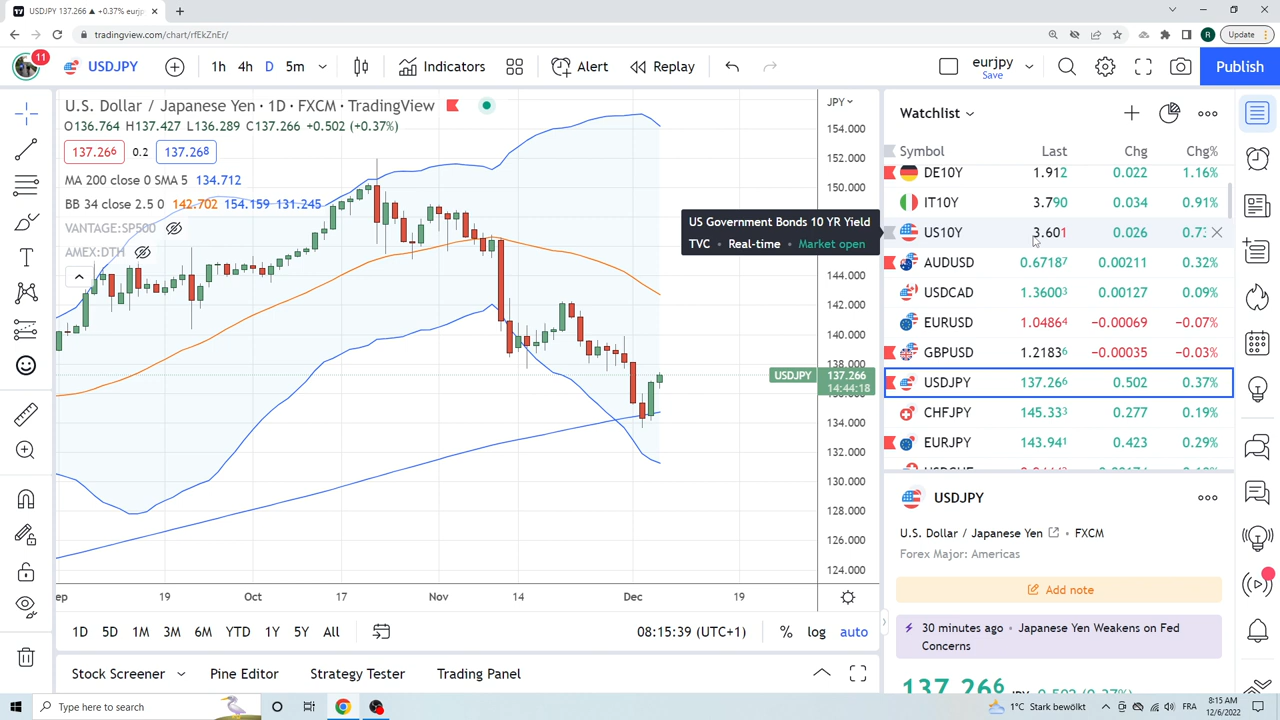 USDJPY 137.266 ▲ +0.37% eurjpy
tradingview.com/chart/rfEkZnEr/
R
Update
11
USDJPY
1h 4h D 5m
Indicators
Alert
Replay
eurjpy
Save
Publish
U.S. Dollar / Japanese Yen · 1D · FXCM · TradingView
O136.764 H137.427 L136.289 C137.266 +0.502 (+0.37%)
137.266 0.2 137.268
MA 200 close 0 SMA 5 134.712
BB 34 close 2.5 0 142.702 154.159 131.245
VANTAGE:SP500
AMEX:DTH
JPY
154.000
152.000
150.000
144.000
142.000
140.000
138.000
USDJPY 137.266
14:44:18
134.000
132.000
130.000
128.000
126.000
124.000
US Government Bonds 10 YR Yield
TVC • Real-time • Market open
ep 19 Oct 17 Nov 14 Dec 19
1D 5D 1M 3M 6M YTD 1Y 5Y All
08:15:39 (UTC+1) % log auto
Stock Screener Pine Editor Strategy Tester Trading Panel
Watchlist
Symbol Last Chg Chg%
DE10Y 1.912 0.022 1.16%
IT10Y 3.790 0.034 0.91%
US10Y 3.601 0.026
AUDUSD 0.67187 0.00211 0.32%
USDCAD 1.36003 0.00127 0.09%
EURUSD 1.04864 −0.00069 −0.07%
GBPUSD 1.21836 −0.00035 −0.03%
USDJPY 137.266 0.502 0.37%
CHFJPY 145.333 0.277 0.19%
EURJPY 143.941 0.423 0.29%
USDJPY
U.S. Dollar / Japanese Yen • FXCM
Forex Major: Americas
Add note
30 minutes ago • Japanese Yen Weakens on Fed
Concerns
137.266 JPY 0.502 (0.37%)
Type here to search
1°C Stark bewölkt
FRA
8:15 AM
12/6/2022